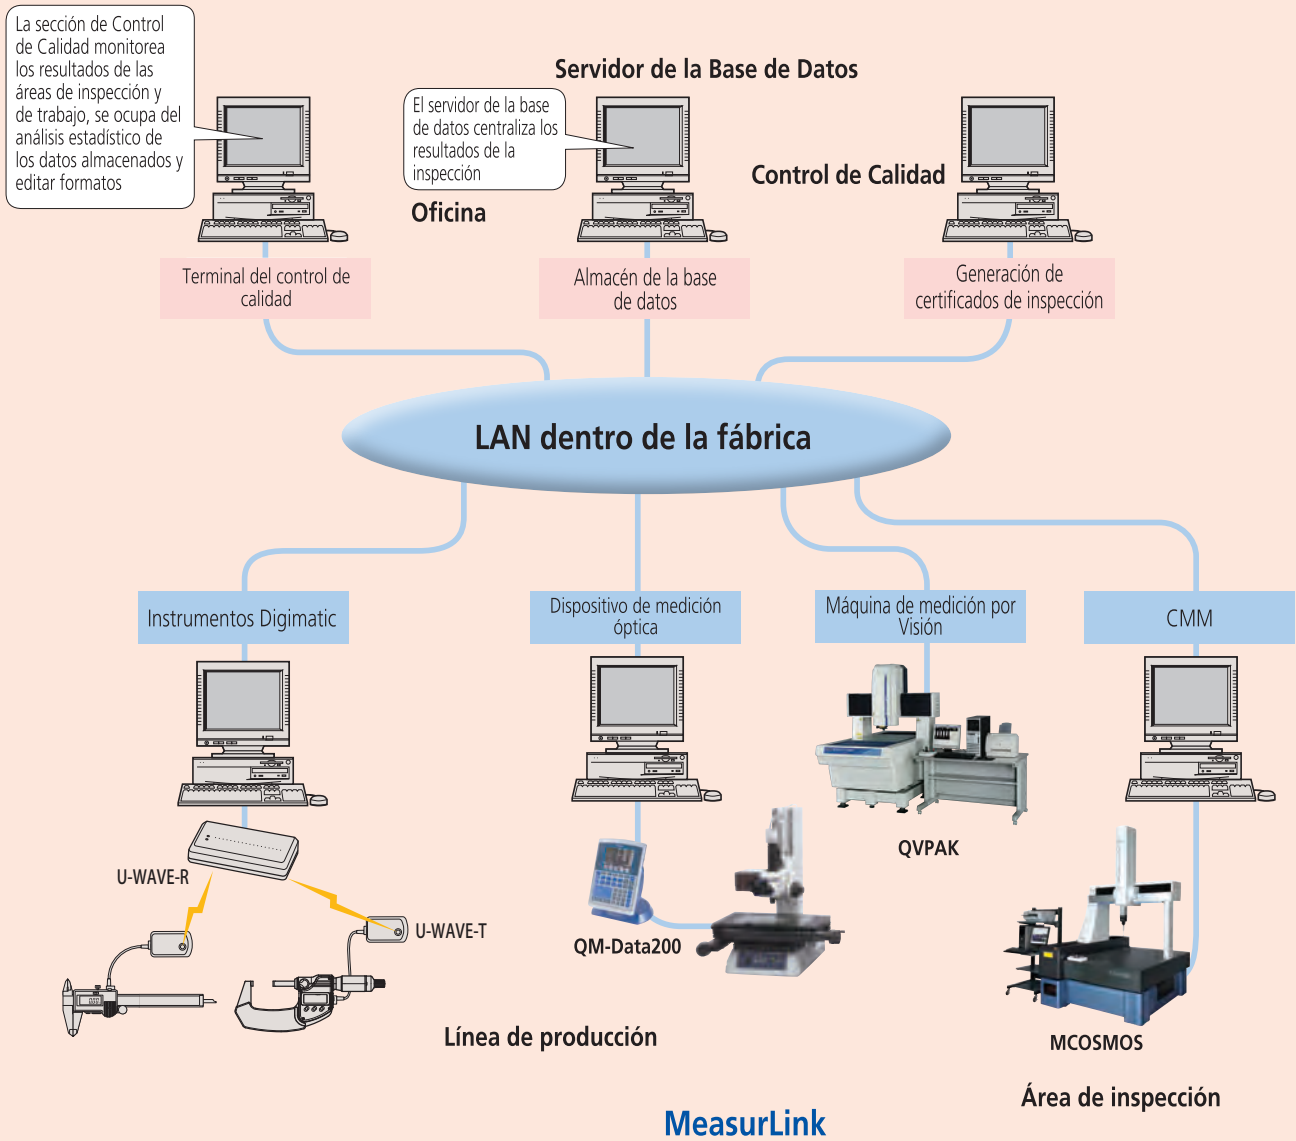 La sección de Control
de Calidad monitorea
los resultados de las
áreas de inspección y
de trabajo, se ocupa del
análisis estadístico de
los datos almacenados y
editar formatos
Servidor de la Base de Datos
El servidor de la base
de datos centraliza los
resultados de la
inspección
Oficina
Control de Calidad
Terminal del control de
calidad
Almacén de la base
de datos
Generación de
certificados de inspección
LAN dentro de la fábrica
Instrumentos Digimatic
Dispositivo de medición
óptica
Máquina de medición por
Visión
CMM
U-WAVE-R
U-WAVE-T
QM-Data200
QVPAK
MCOSMOS
Línea de producción
Área de inspección
MeasurLink